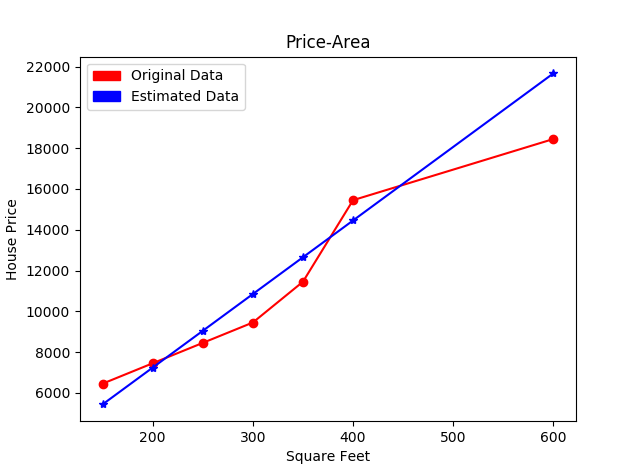 Price-Area
Original Data
Estimated Data
22000
20000
18000
16000
14000
12000
10000
8000
6000
House Price
200 300 400 500 600
Square Feet